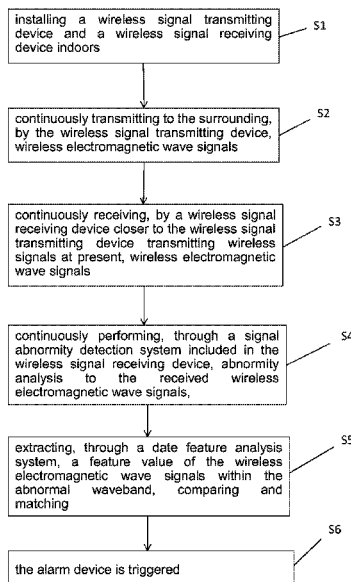 installing a wireless signal transmitting
device and a wireless signal receiving
device indoors
S1
continuously transmitting to the surrounding,
by the wireless signal transmitting device,
wireless electromagnetic wave signals
S2
continuously receiving, by a wireless signal
receiving device closer to the wireless signal
transmitting device transmitting wireless
signals at present, wireless electromagnetic
wave signals
S3
continuously performing, through a signal
abnormity detection system included in the
wireless signal receiving device, abnormity
analysis to the received wireless
electromagnetic wave signals,
S4
extracting, through a date feature analysis
system, a feature value of the wireless
electromagnetic wave signals within the
abnormal waveband, comparing and
matching
S5
the alarm device is triggered
S6